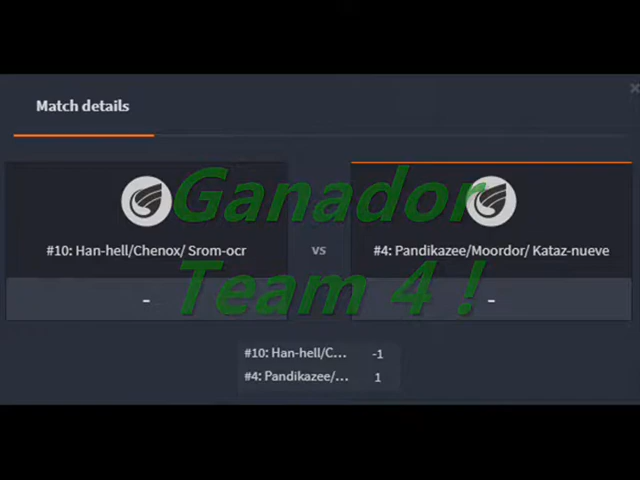 Match details
Ganador
#10: Han-hell/Chenox/ Srom-ocr
vs
#4: Pandikazee/Moordor/ Kataz-nueve
Team 4 !
-
-
#10: Han-hell/C... -1
#4: Pandikazee/... 1